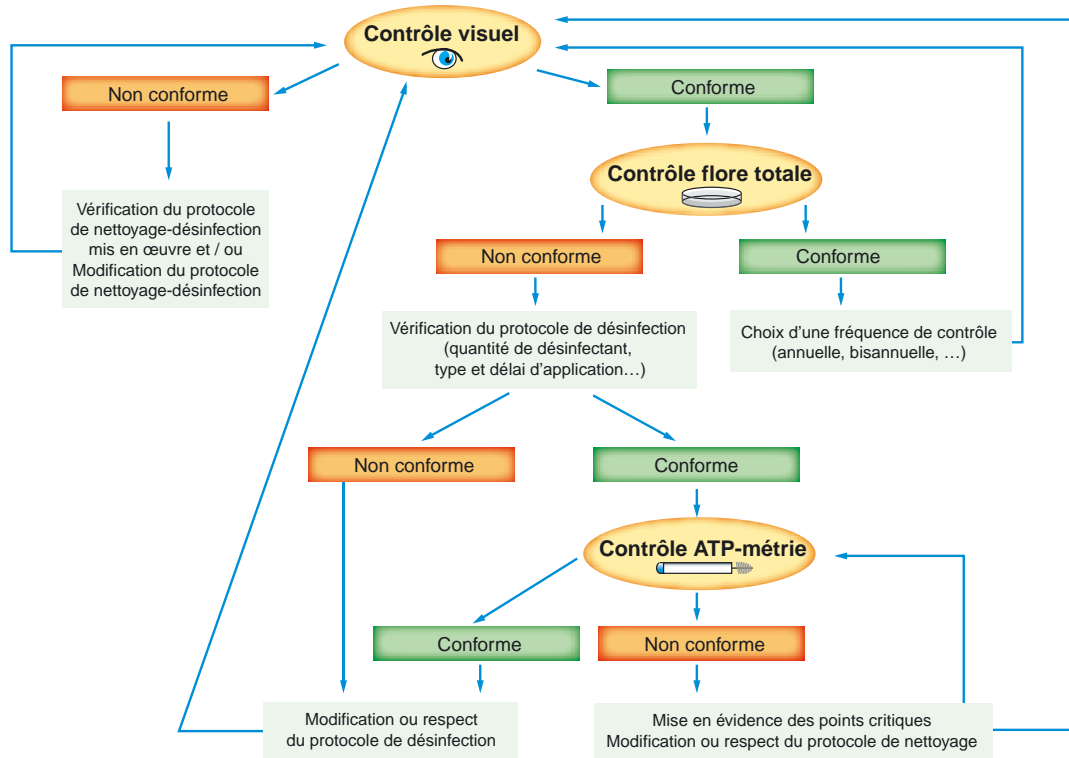 Contrôle visuel
Non conforme
Conforme
Contrôle flore totale
Vérification du protocole
de nettoyage-désinfection
mis en œuvre et / ou
Modification du protocole
de nettoyage-désinfection
Non conforme
Conforme
Vérification du protocole de désinfection
(quantité de désinfectant,
type et délai d'application…)
Choix d'une fréquence de contrôle
(annuelle, bisannuelle, …)
Non conforme
Conforme
Contrôle ATP-métrie
Conforme
Non conforme
Modification ou respect
du protocole de désinfection
Mise en évidence des points critiques
Modification ou respect du protocole de nettoyage